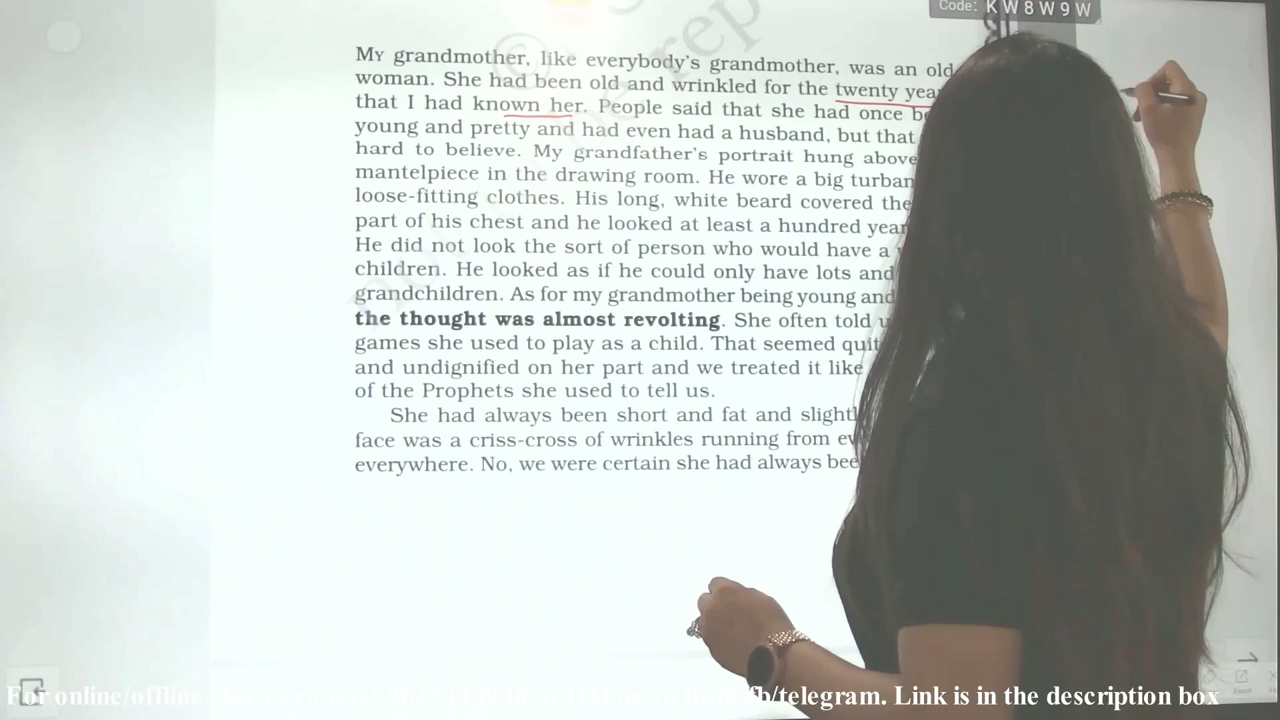 Code: KW8W9W
My grandmother, like everybody's grandmother, was an old
woman. She had been old and wrinkled for the twenty
that I had known her. People said that she had once
young and pretty and had even had a husband, but that
hard to believe. My grandfather's portrait hung above
mantelpiece in the drawing room. He wore a big turban
loose-fitting clothes. His long, white beard covered the
part of his chest and he looked at least a hundred
He did not look the sort of person who would have a
children. He looked as if he could only have lots and
grandchildren. As for my grandmother being young and
the thought was almost revolting. She often told
games she used to play as a child. That seemed
and undignified on her part and we treated it like
of the Prophets she used to tell us.
She had always been short and fat and
face was a criss-cross of wrinkles running from
everywhere. No, we were certain she had always
For online/offline fb/telegram. Link is in the description box